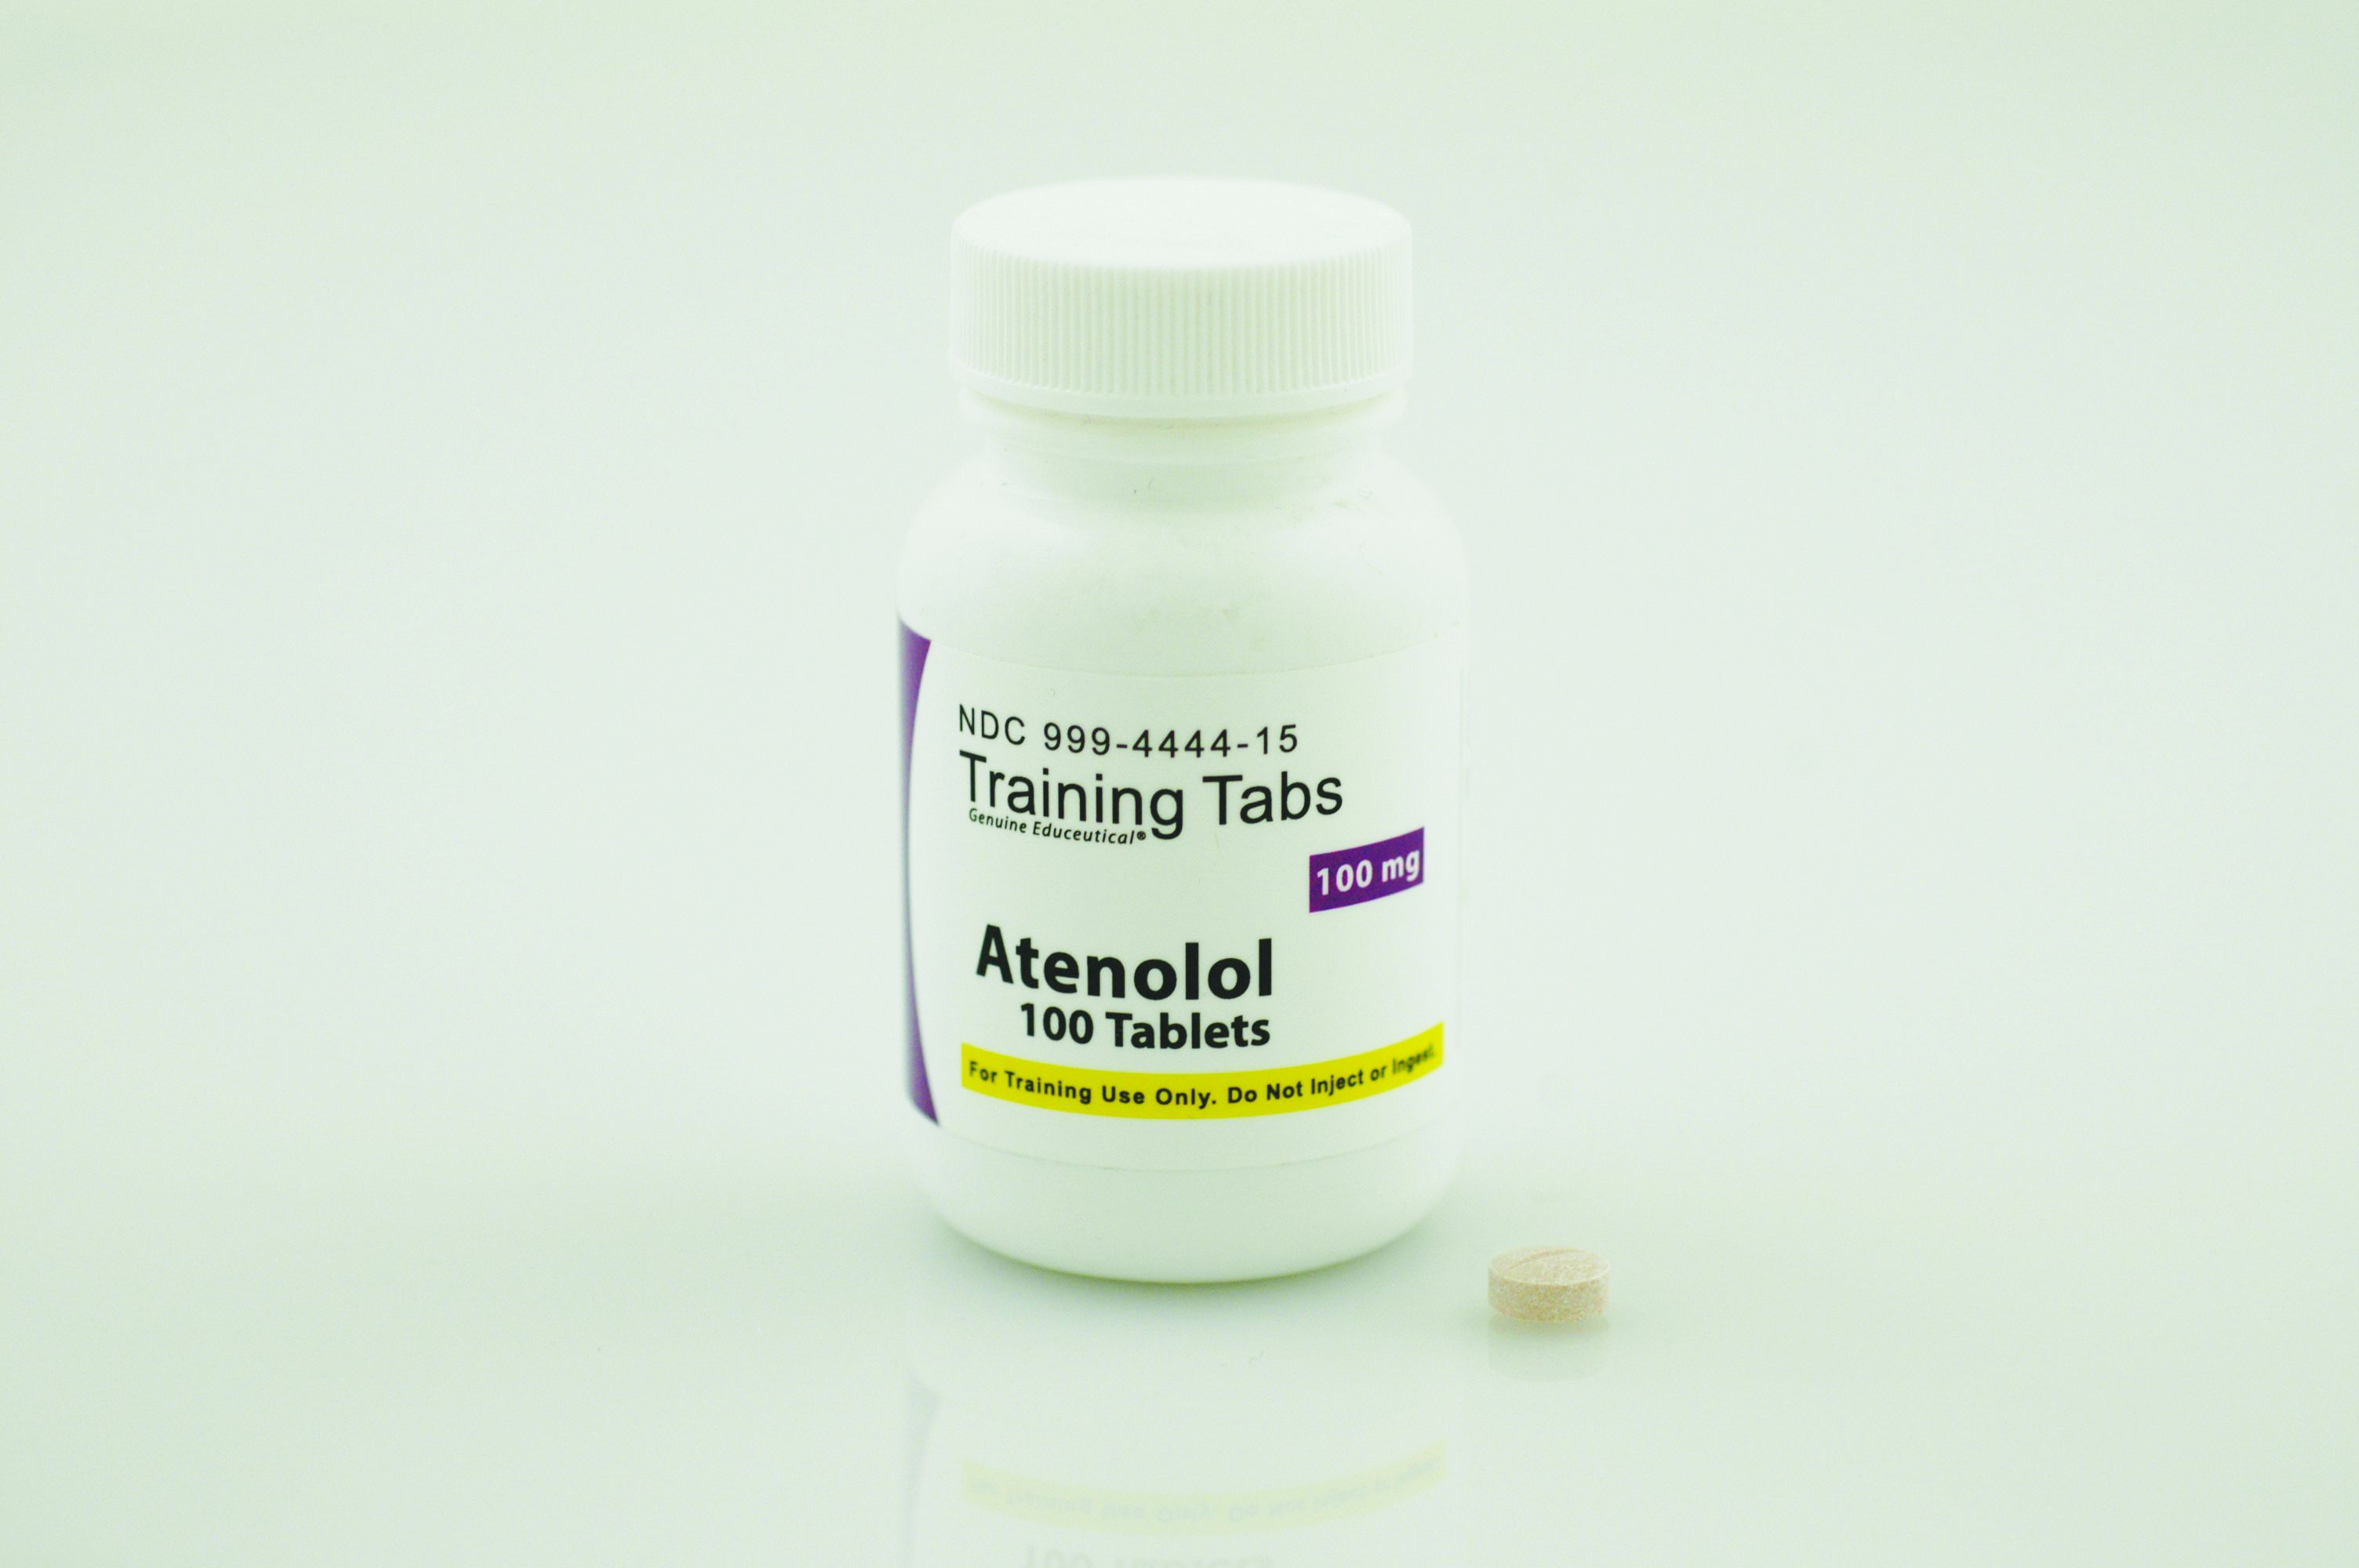 NDC 999-4444-15
Training Tabs
Genuine Educeutical®
100 mg
Atenolol
100 Tablets
For Training Use Only. Do Not Inject or Ingest.